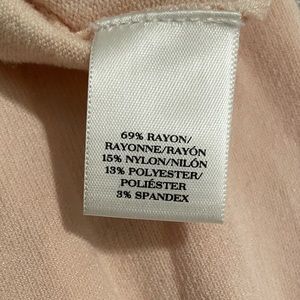 69% RAYON/
RAYONNE/RAYÓN
15% NYLON/NILÓN
13% POLYESTER/
POLIÉSTER
3% SPANDEX